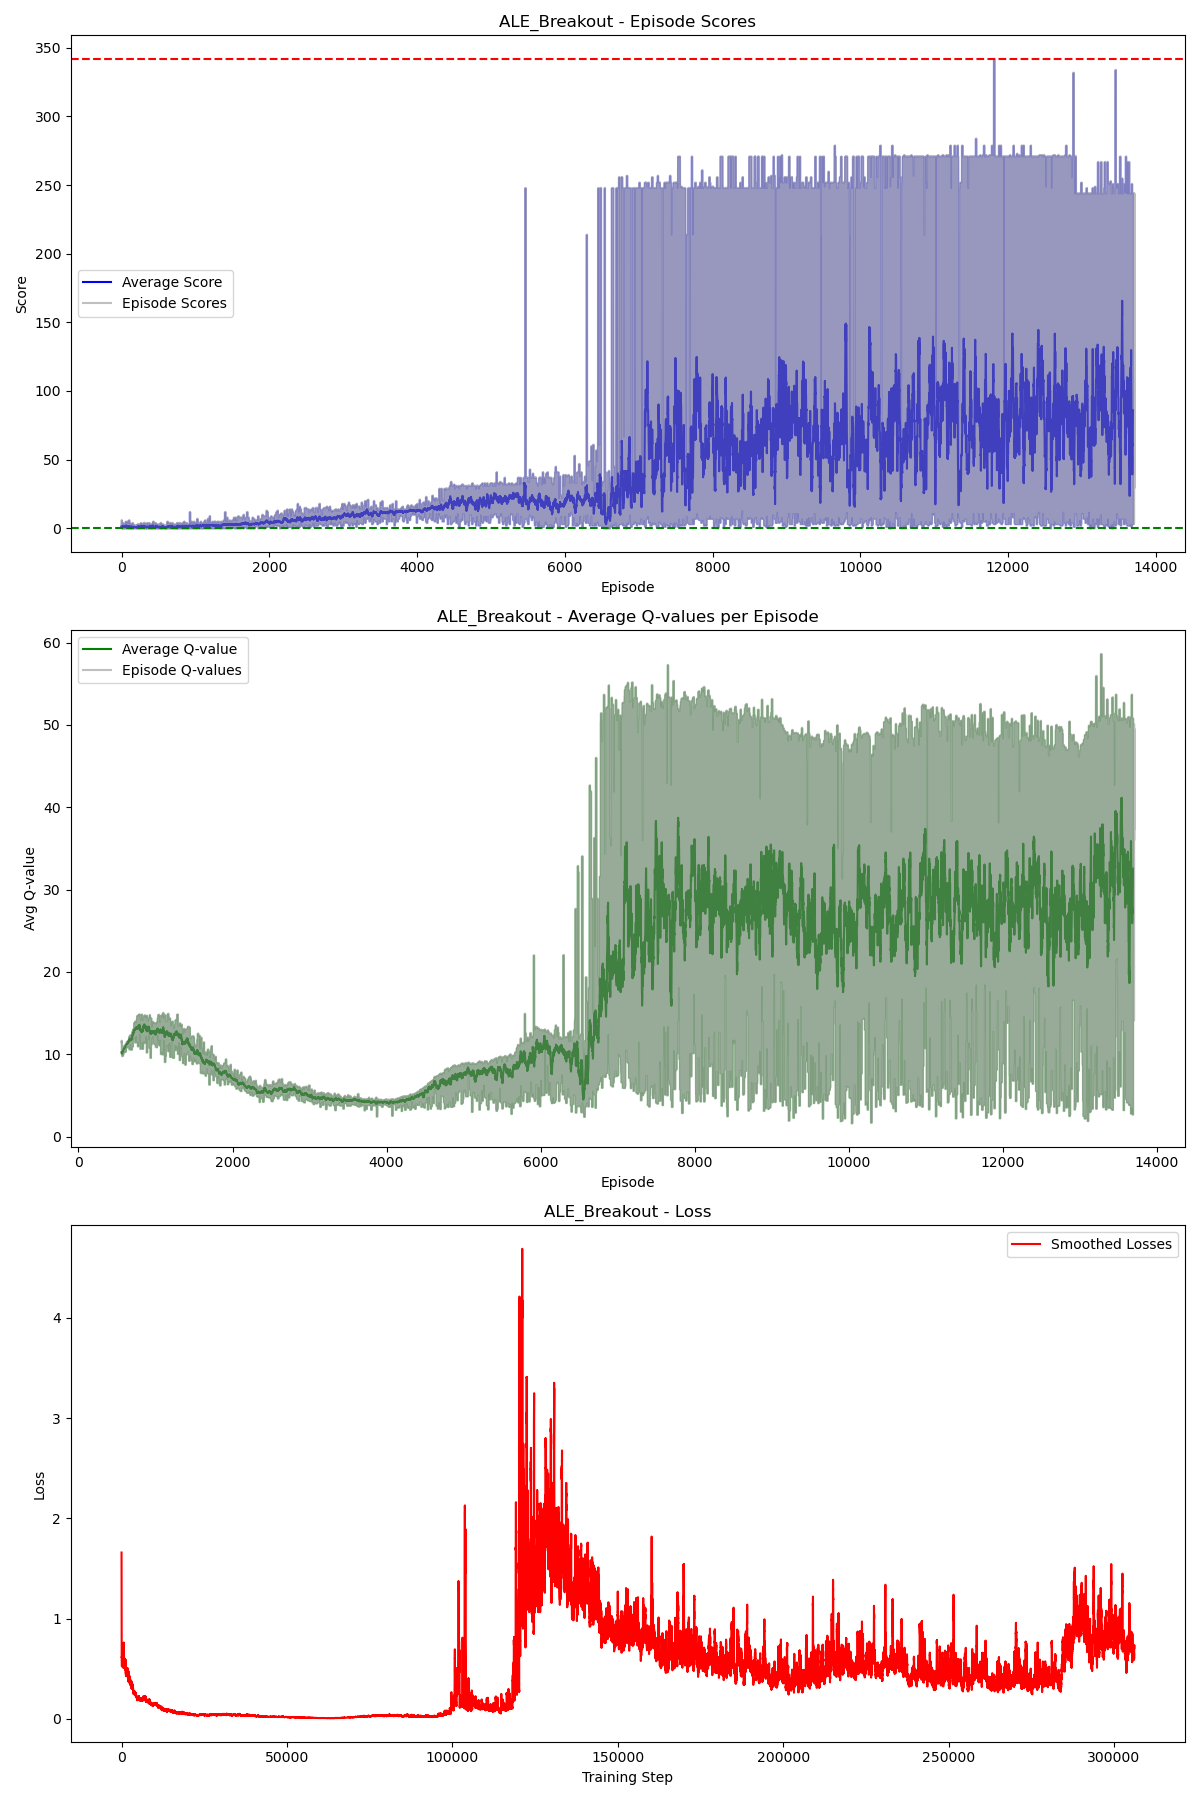 ALE_Breakout - Episode Scores
350
300
250
200
150
100
50
0
Score
Average Score
Episode Scores
0 2000 4000 6000 8000 10000 12000 14000
Episode
ALE_Breakout - Average Q-values per Episode
60
50
40
30
20
10
0
Avg Q-value
Average Q-value
Episode Q-values
0 2000 4000 6000 8000 10000 12000 14000
Episode
ALE_Breakout - Loss
4
3
2
1
0
Loss
Smoothed Losses
0 50000 100000 150000 200000 250000 300000
Training Step